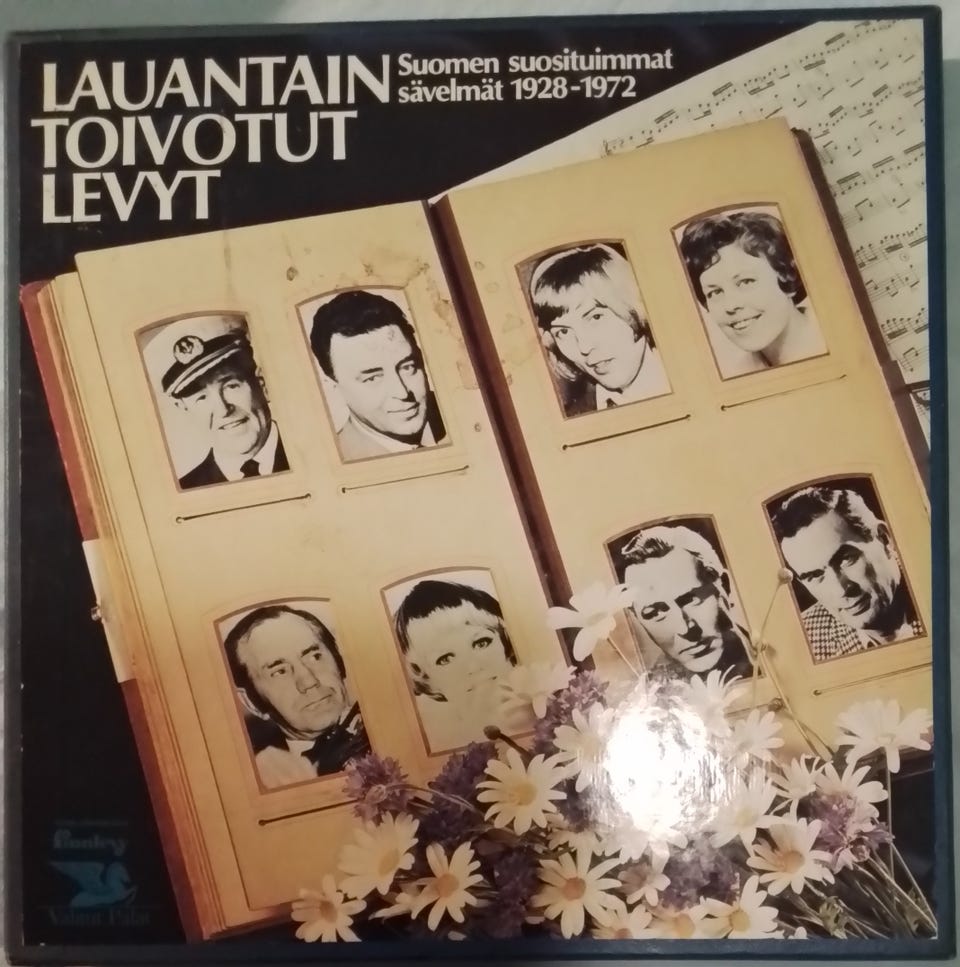 LAUANTAIN
TOIVOTUT
LEVYT
Suomen suosituimmat
sävelmät 1928-1972
Valitut Palat